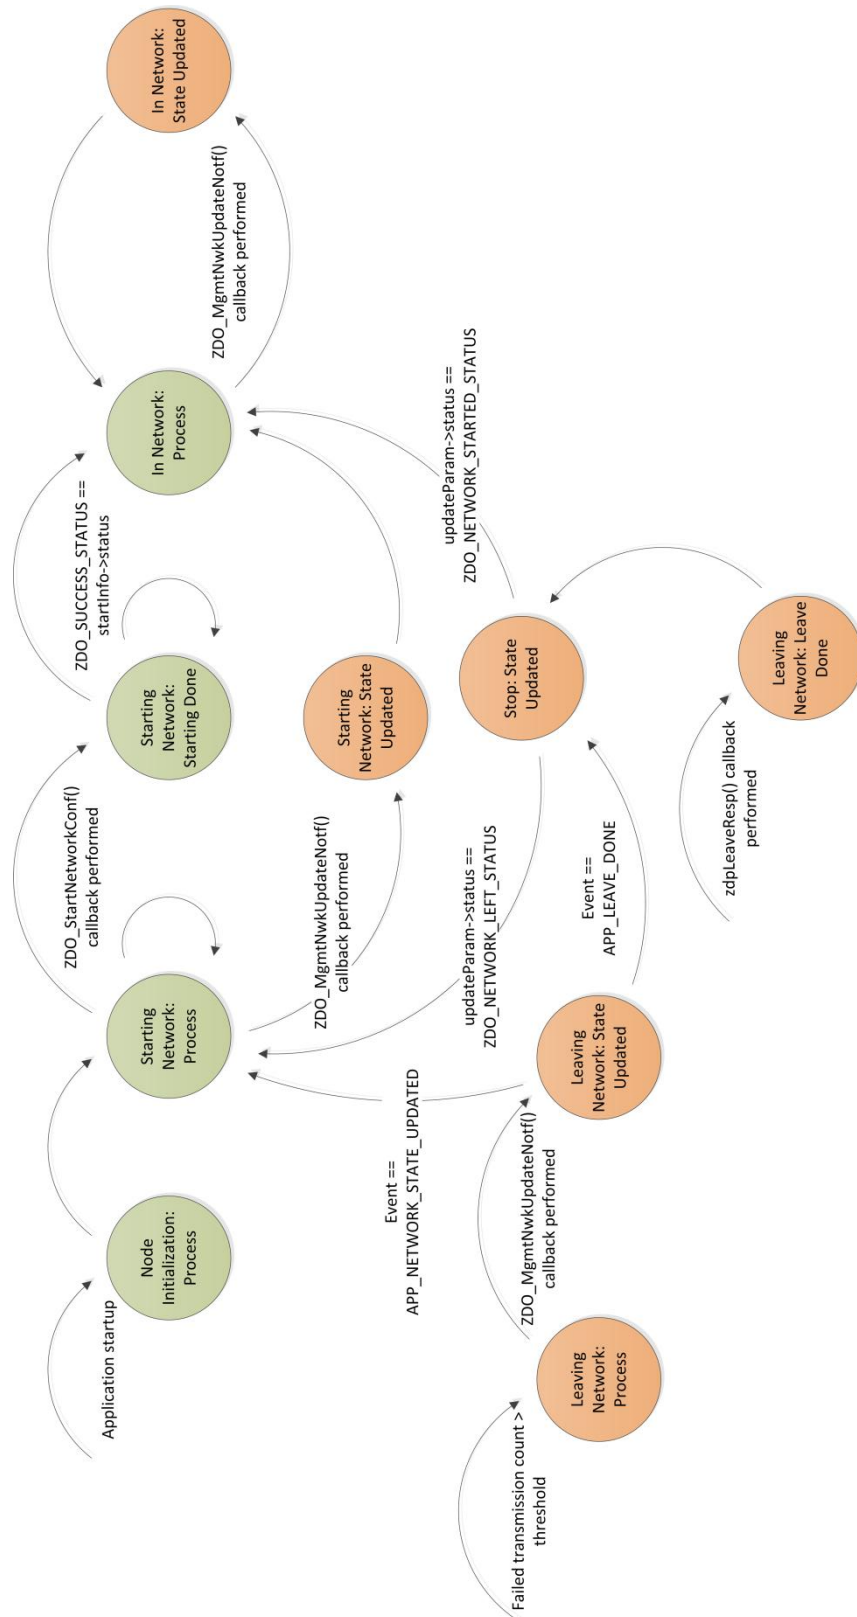 Application startup
Node
Initialization:
Process
Starting
Network:
Process
ZDO_StartNetworkConf()
callback performed
Starting
Network:
Starting Done
ZDO_SUCCESS_STATUS ==
startInfo->status
In Network:
Process
ZDO_MgmtNwkUpdateNotf()
callback performed
In Network:
State Updated
ZDO_MgmtNwkUpdateNotf()
callback performed
Starting
Network: State
Updated
Event ==
APP_NETWORK_STATE_UPDATED
updateParam->status ==
ZDO_NETWORK_LEFT_STATUS
Stop: State
Updated
updateParam->status ==
ZDO_NETWORK_STARTED_STATUS
Failed transmission count >
threshold
Leaving
Network:
Process
ZDO_MgmtNwkUpdateNotf()
callback performed
Leaving
Network: State
Updated
Event ==
APP_LEAVE_DONE
zdpLeaveResp() callback
performed
Leaving
Network: Leave
Done